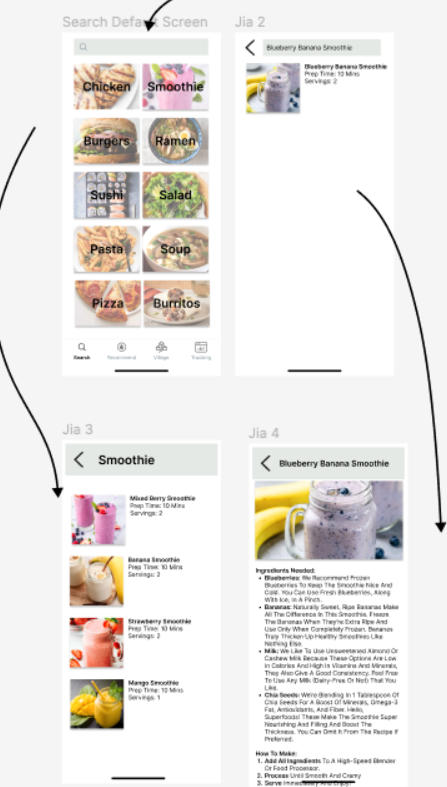 Search Default Screen
Chicken
Smoothie
Burgers
Ramen
Sushi
Salad
Pasta
Soup
Pizza
Burritos
Search
Recommend
Village
Tracking
Jia 2
Blueberry Banana Smoothie
Blueberry Banana Smoothie
Prep Time: 10 Mins
Servings: 2
Jia 3
Smoothie
Mixed Berry Smoothie
Prep Time: 10 Mins
Servings: 2
Banana Smoothie
Prep Time: 10 Mins
Servings: 2
Strawberry Smoothie
Prep Time: 10 Mins
Servings: 2
Mango Smoothie
Prep Time: 10 Mins
Servings: 1
Jia 4
Blueberry Banana Smoothie
Ingredients Needed:
• Blueberries: We Recommend Frozen
Blueberries To Keep The Smoothie Nice And
Cold. You Can Use Fresh Blueberries, Along
With Ice, In A Pinch.
• Bananas: Naturally Sweet, Ripe Bananas Make
All The Difference In This Smoothie. Freeze
The Bananas When They're Extra Ripe And
Use Only When Completely Frozen. Bananas
Truly Thicken-Up Healthy Smoothies Like
Nothing Else.
• Milk: We Like To Use Unsweetened Almond Or
Cashew Milk Because These Options Are Low
In Calories And High In Vitamins And Minerals,
They Also Give A Good Consistency. Feel Free
To Use Any Milk (Dairy-Free Or Not) That You
Like.
• Chia Seeds: We're Blending In 1 Tablespoon Of
Chia Seeds For A Boost Of Minerals, Omega-3
Fat, Antioxidants, And Fiber. Hello,
Superfoods! These Make The Smoothie Super
Nourishing And Filling And Boost The
Thickness. You Can Omit It From The Recipe If
Preferred.
How To Make:
1. Add All Ingredients To A High-Speed Blender
Or Food Processor.
2. Process Until Smooth And Cramy
3. Serve Immediately And Enjoy!